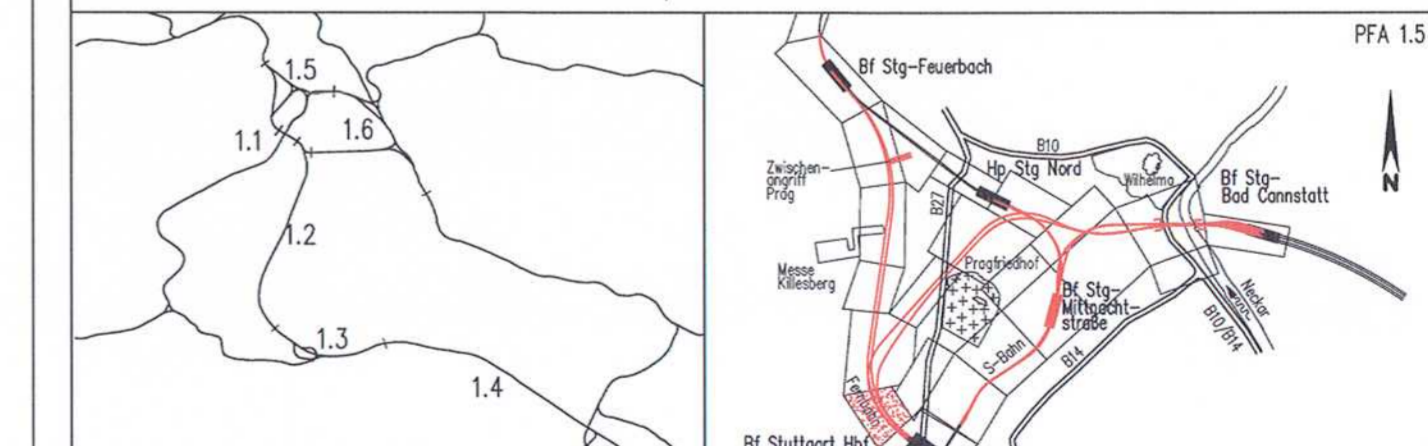 1.5
1.6
1.1
1.2
1.3
1.4
PFA 1.5
Bf Stg-Feuerbach
B10
Zwischen-
angriff
Prag
Hp Stg Nord
Wilhelma
Bf Stg-
Bad Cannstatt
N
B27
Messe
Killesberg
Pragfriedhof
Bf Stg-
Mittnacht-
straße
Neckar
B10/B14
S-Bahn
B14
Fernbahn
Bf Stuttgart Hbf